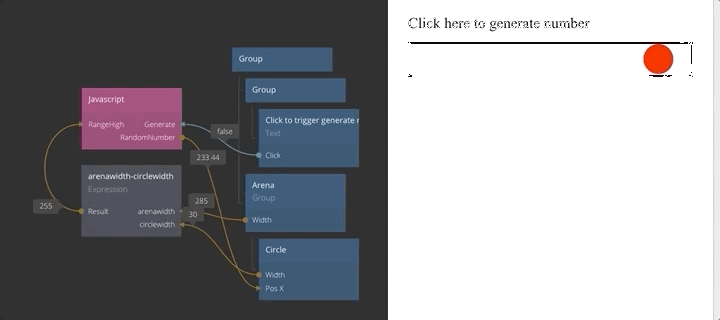 Click here to generate number
Group
Group
Javascript
RangeHigh Generate
RandomNumber
false
233.44
Click to trigger generate r
Text
Click
arenawidth-circlewidth
Expression
Result arenawidth
circlewidth
255
285
30
Arena
Group
Width
Circle
Width
Pos X